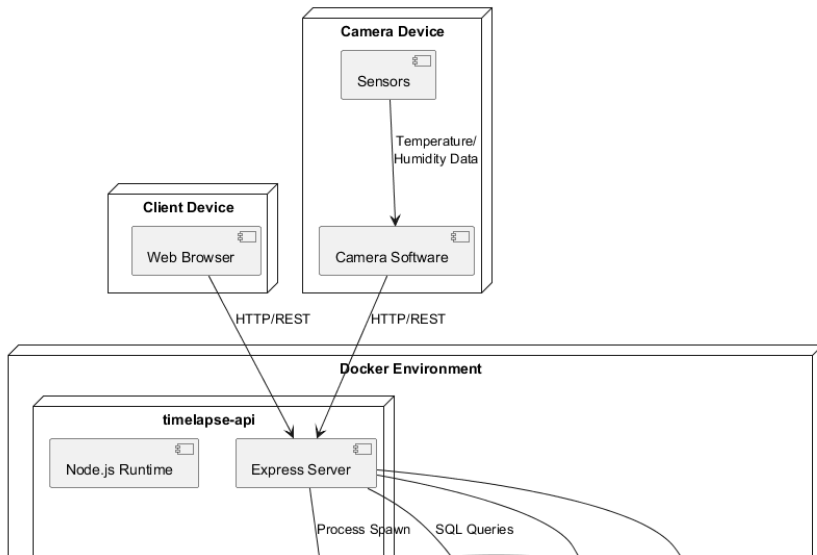 Camera Device
Sensors
Temperature/
Humidity Data
Client Device
Web Browser
Camera Software
HTTP/REST
HTTP/REST
Docker Environment
timelapse-api
Node.js Runtime
Express Server
Process Spawn
SQL Queries